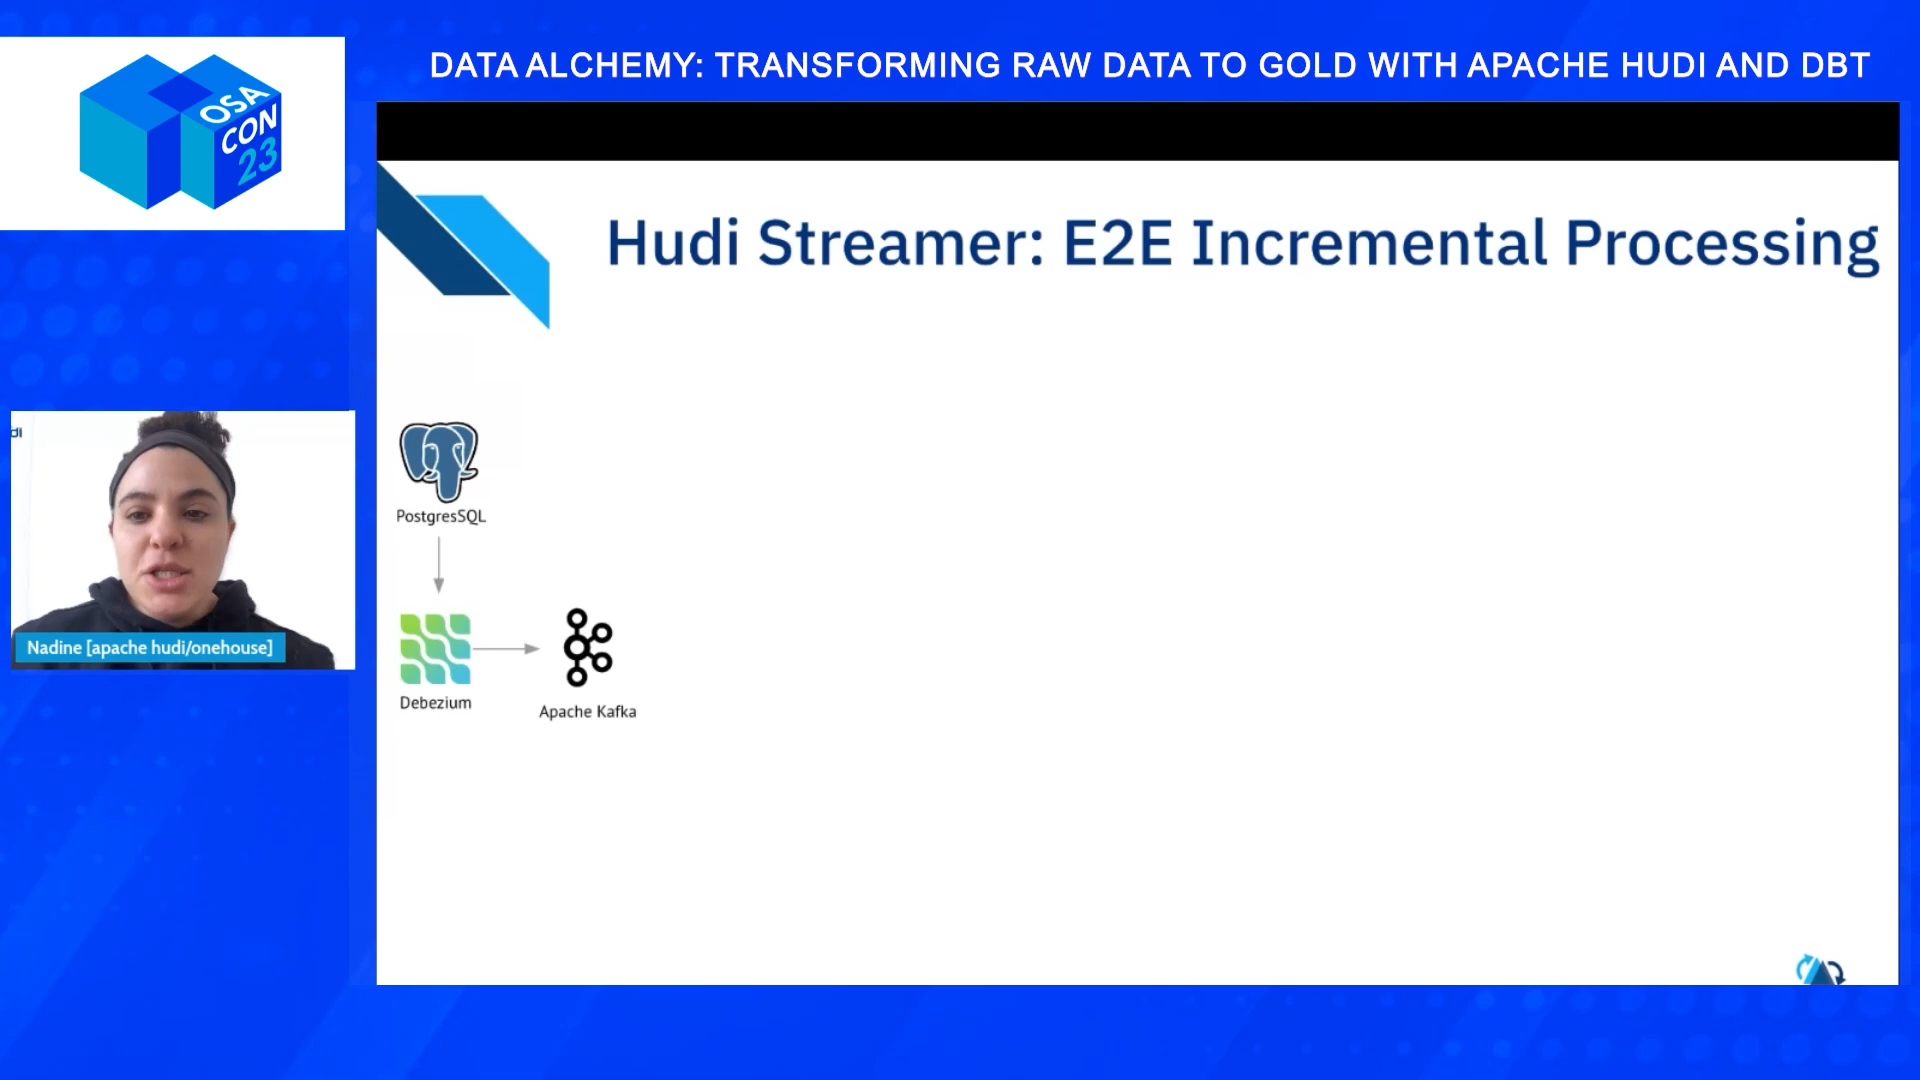 DATA ALCHEMY: TRANSFORMING RAW DATA TO GOLD WITH APACHE HUDI AND DBT
OSA
CON
23
Hudi Streamer: E2E Incremental Processing
di
Nadine [apache hudi/onehouse]
PostgresSQL
Debezium
Apache Kafka